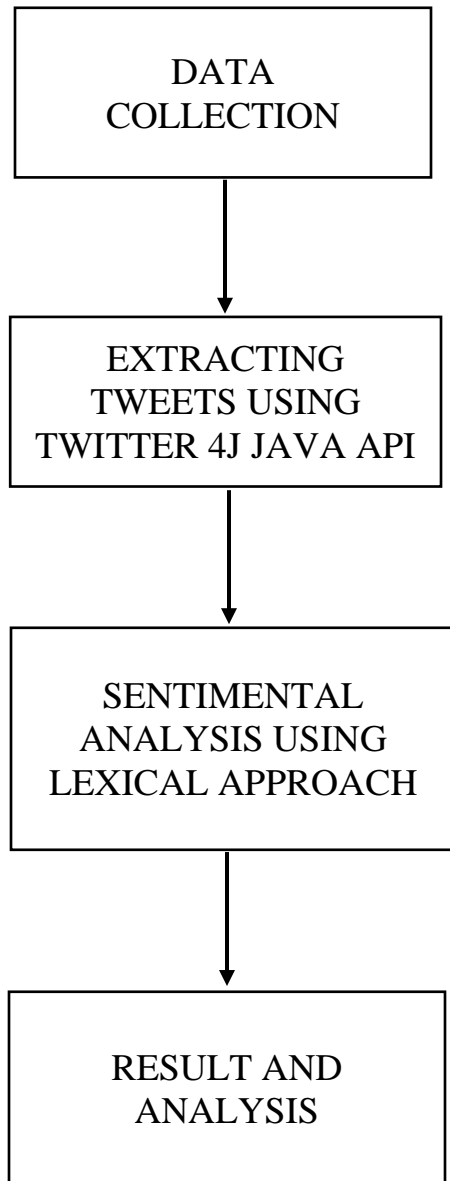 DATA
COLLECTION
EXTRACTING
TWEETS USING
TWITTER 4J JAVA API
SENTIMENTAL
ANALYSIS USING
LEXICAL APPROACH
RESULT AND
ANALYSIS